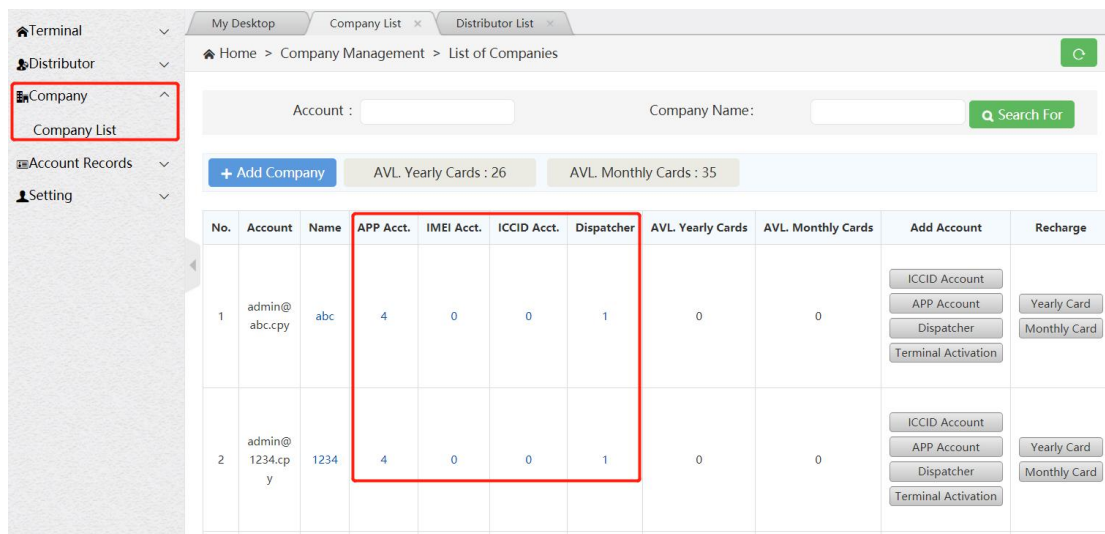 My Desktop
Company List ×
Distributor List ×
Terminal
Distributor
Company
Company List
Account Records
Setting
Home > Company Management > List of Companies
Account :
Company Name:
Search For
+ Add Company
AVL. Yearly Cards : 26
AVL. Monthly Cards : 35
No. Account Name APP Acct. IMEI Acct. ICCID Acct. Dispatcher AVL. Yearly Cards AVL. Monthly Cards Add Account Recharge
1
admin@
abc.cpy
abc
4
0
0
1
0
0
ICCID Account
APP Account
Dispatcher
Terminal Activation
Yearly Card
Monthly Card
2
admin@
1234.cp
y
1234
4
0
0
1
0
0
ICCID Account
APP Account
Dispatcher
Terminal Activation
Yearly Card
Monthly Card